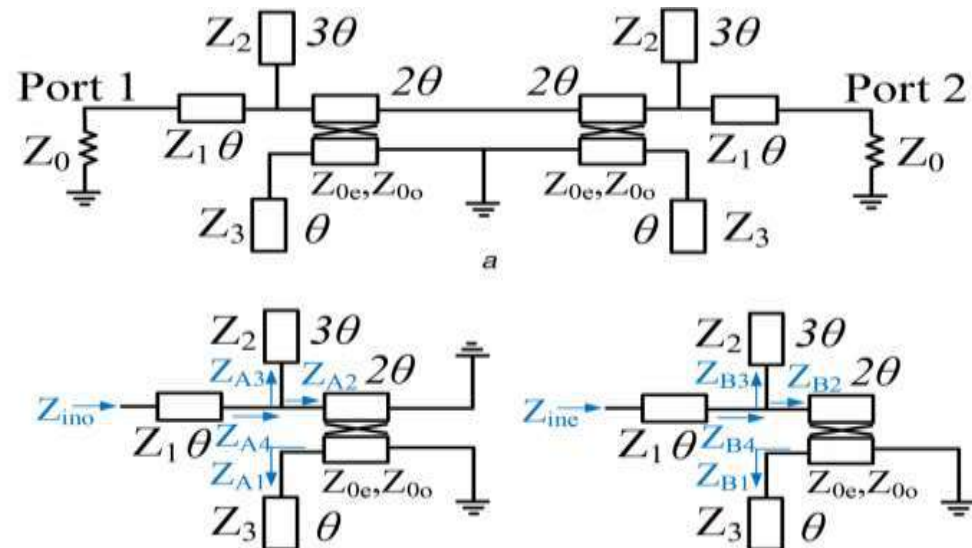 Z2 3θ Z2 3θ
Port 1 2θ 2θ Port 2
Z0 Z1 θ Z1 θ Z0
Z0e,Z0o Z0e,Z0o
Z3 θ θ Z3
a
Z2 3θ Z2 3θ
ZA3 ZA2 2θ ZB3 ZB2 2θ
Zino Zine
Z1 θ ZA4 Z1 θ ZB4
ZA1 Z0e,Z0o ZB1 Z0e,Z0o
Z3 θ Z3 θ